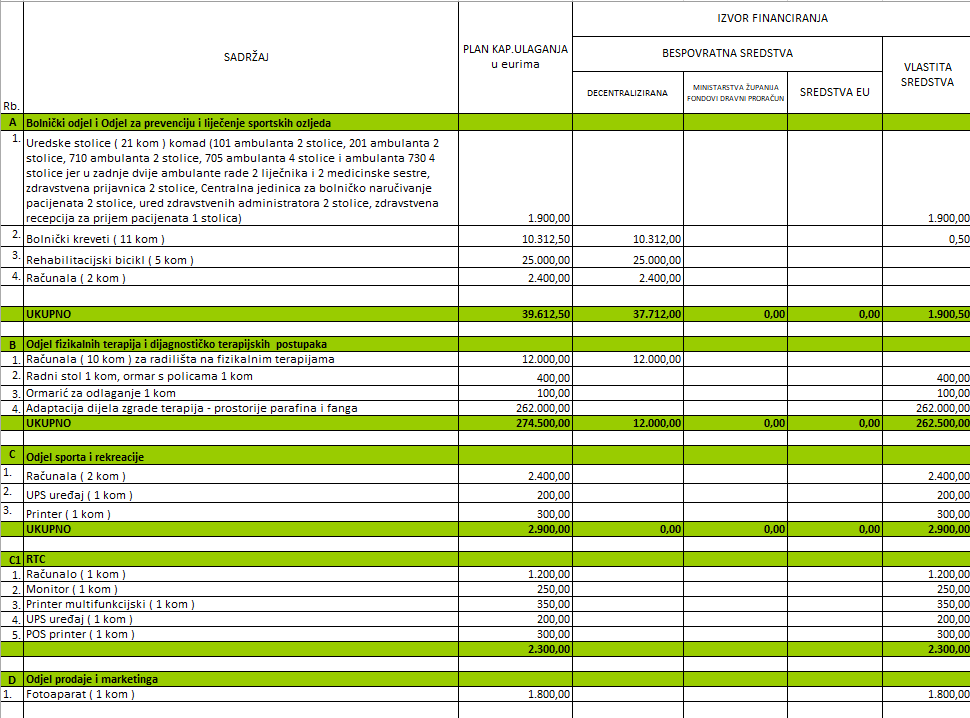 IZVOR FINANCIRANJA
SADRŽAJ
PLAN KAP.ULAGANJA
u eurima
BESPOVRATNA SREDSTVA
VLASTITA
SREDSTVA
Rb.
DECENTRALIZIRANA
MINISTARSTVA ŽUPANIJA
FONDOVI DRAVNI PRORAČUN
SREDSTVA EU
A Bolnički odjel i Odjel za prevenciju i liječenje sportskih ozljeda
1. Uredske stolice ( 21 kom ) komad (101 ambulanta 2 stolice, 201 ambulanta 2
stolice, 710 ambulanta 2 stolice, 705 ambulanta 4 stolice i ambulanta 730 4
stolice jer u zadnje dvije ambulante rade 2 liječnika i 2 medicinske sestre,
zdravstvena prijavnica 2 stolice, Centralna jedinica za bolničko naručivanje
pacijenata 2 stolice, ured zdravstvenih administratora 2 stolice, zdravstvena
recepcija za prijem pacijenata 1 stolica) 1.900,00 1.900,00
2. Bolnički kreveti ( 11 kom ) 10.312,50 10.312,00 0,50
3. Rehabilitacijski bicikl ( 5 kom ) 25.000,00 25.000,00
4. Računala ( 2 kom ) 2.400,00 2.400,00
UKUPNO 39.612,50 37.712,00 0,00 0,00 1.900,50
B Odjel fizikalnih terapija i dijagnostičko terapijskih postupaka
1. Računala ( 10 kom ) za radilišta na fizikalnim terapijama 12.000,00 12.000,00
2. Radni stol 1 kom, ormar s policama 1 kom 400,00 400,00
3. Ormarić za odlaganje 1 kom 100,00 100,00
4. Adaptacija dijela zgrade terapija - prostorije parafina i fanga 262.000,00 262.000,00
UKUPNO 274.500,00 12.000,00 0,00 0,00 262.500,00
C Odjel sporta i rekreacije
1. Računala ( 2 kom ) 2.400,00 2.400,00
2. UPS uređaj ( 1 kom ) 200,00 200,00
3. Printer ( 1 kom ) 300,00 300,00
UKUPNO 2.900,00 0,00 0,00 0,00 2.900,00
C1 RTC
1. Računalo ( 1 kom ) 1.200,00 1.200,00
2. Monitor ( 1 kom ) 250,00 250,00
3. Printer multifunkcijski ( 1 kom ) 350,00 350,00
4. UPS uređaj ( 1 kom ) 200,00 200,00
5. POS printer ( 1 kom ) 300,00 300,00
2.300,00 2.300,00
D Odjel prodaje i marketinga
1. Fotoaparat ( 1 kom ) 1.800,00 1.800,00